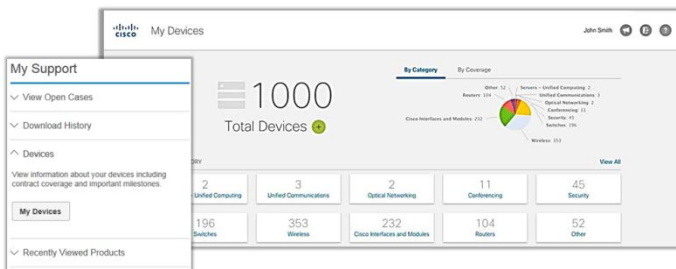 CISCO
My Devices
John Smith
My Support
View Open Cases
Download History
Devices
View information about your devices including
contract coverage and important milestones.
My Devices
Recently Viewed Products
1000
Total Devices
By Category
By Coverage
Other 52
Servers - Unified Computing 2
Routers 104
Unified Communications 3
Optical Networking 2
Conferencing 11
Cisco Interfaces and Modules 232
Security 45
Switches 196
Wireless 353
ORY
View All
2
Unified Computing
3
Unified Communications
2
Optical Networking
11
Conferencing
45
Security
196
Switches
353
Wireless
232
Cisco Interfaces and Modules
104
Routers
52
Other